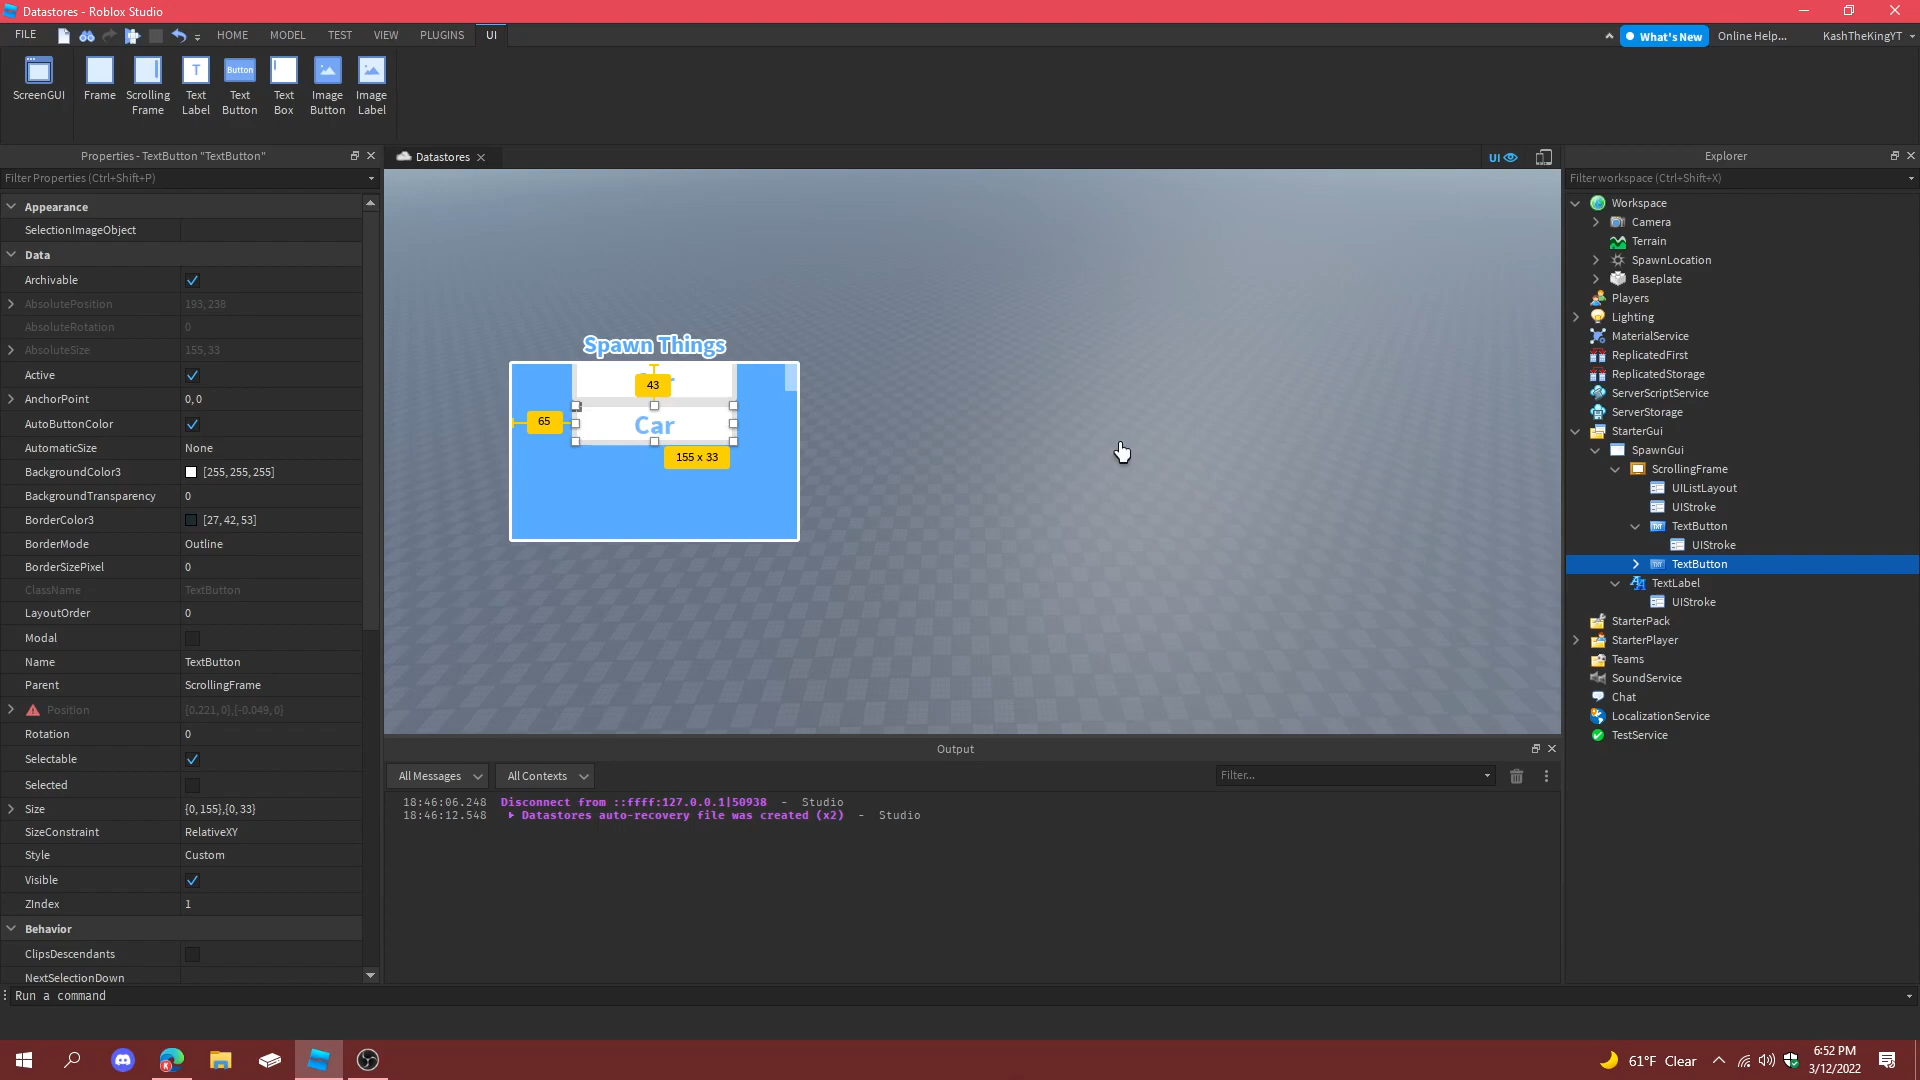 Datastores - Roblox Studio
FILE HOME MODEL TEST VIEW PLUGINS UI What's New Online Help... KashTheKingYT
ScreenGUI
Frame
Scrolling Frame
Text Label
Button
Text Button
Text Box
Image Button
Image Label
Properties - TextButton "TextButton"
Filter Properties (Ctrl+Shift+P)
Appearance
SelectionImageObject
Data
Archivable
AbsolutePosition 193, 238
AbsoluteRotation 0
AbsoluteSize 155, 33
Active
AnchorPoint 0, 0
AutoButtonColor
AutomaticSize None
BackgroundColor3 [255, 255, 255]
BackgroundTransparency 0
BorderColor3 [27, 42, 53]
BorderMode Outline
BorderSizePixel 0
ClassName TextButton
LayoutOrder 0
Modal
Name TextButton
Parent ScrollingFrame
Position {0.221, 0},{-0.049, 0}
Rotation 0
Selectable
Selected
Size {0, 155},{0, 33}
SizeConstraint RelativeXY
Style Custom
Visible
ZIndex 1
Behavior
ClipsDescendants
NextSelectionDown
Datastores
UI
Spawn Things
43
65
Car
155 x 33
Output
All Messages All Contexts Filter...
18:46:06.248 Disconnect from ::ffff:127.0.0.1|50938 - Studio
18:46:12.548 Datastores auto-recovery file was created (x2) - Studio
Explorer
Filter workspace (Ctrl+Shift+X)
Workspace
Camera
Terrain
SpawnLocation
Baseplate
Players
Lighting
MaterialService
ReplicatedFirst
ReplicatedStorage
ServerScriptService
ServerStorage
StarterGui
SpawnGui
ScrollingFrame
UIListLayout
UIStroke
TextButton
UIStroke
TextButton
TextLabel
UIStroke
StarterPack
StarterPlayer
Teams
SoundService
Chat
LocalizationService
TestService
Run a command
61°F Clear
6:52 PM
3/12/2022